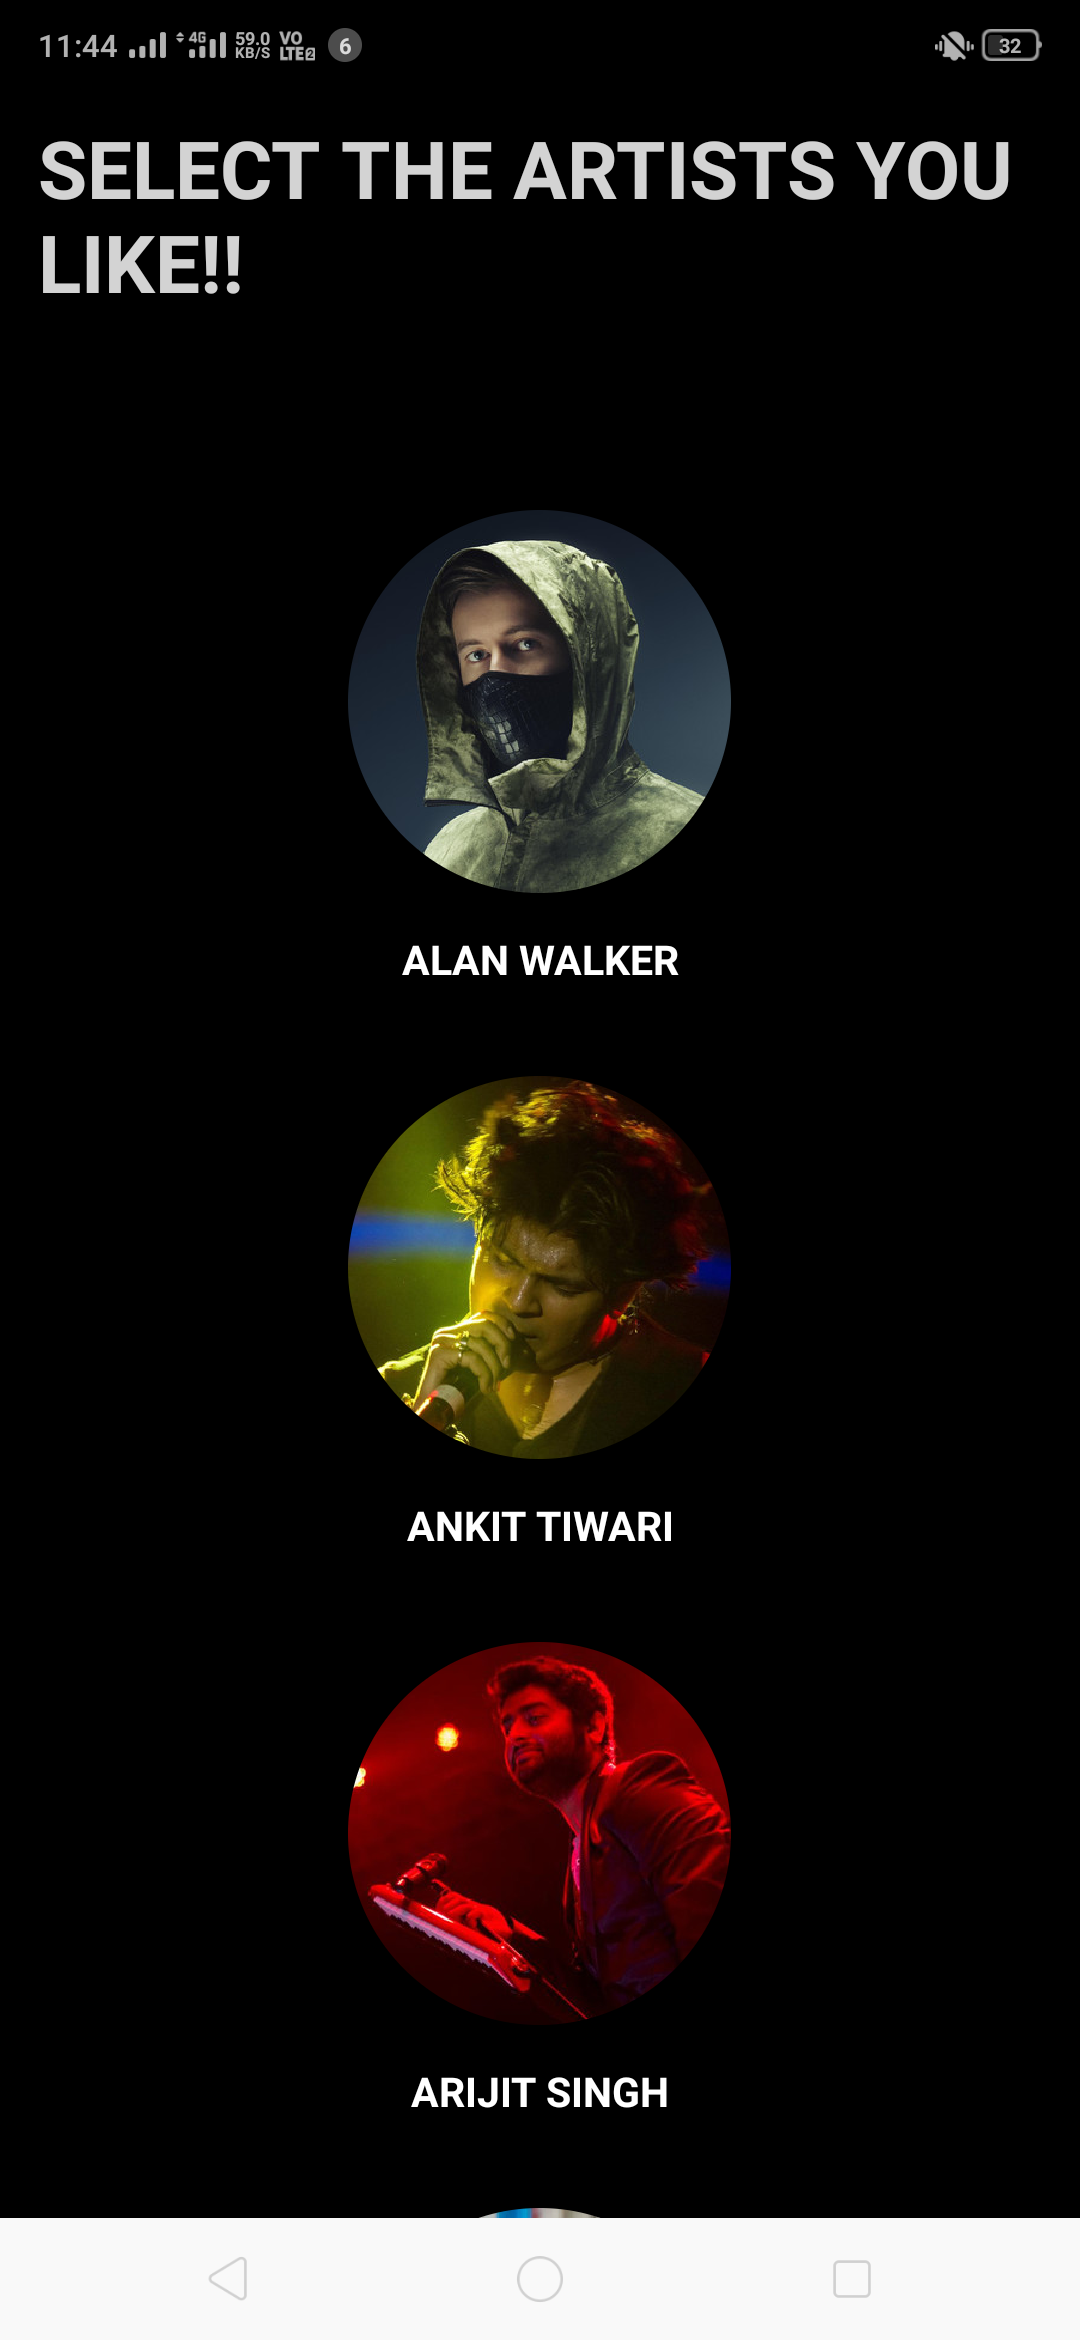 11:44 4G 59.0 KB/S VO LTE2 6 32
SELECT THE ARTISTS YOU
LIKE!!
ALAN WALKER
ANKIT TIWARI
ARIJIT SINGH